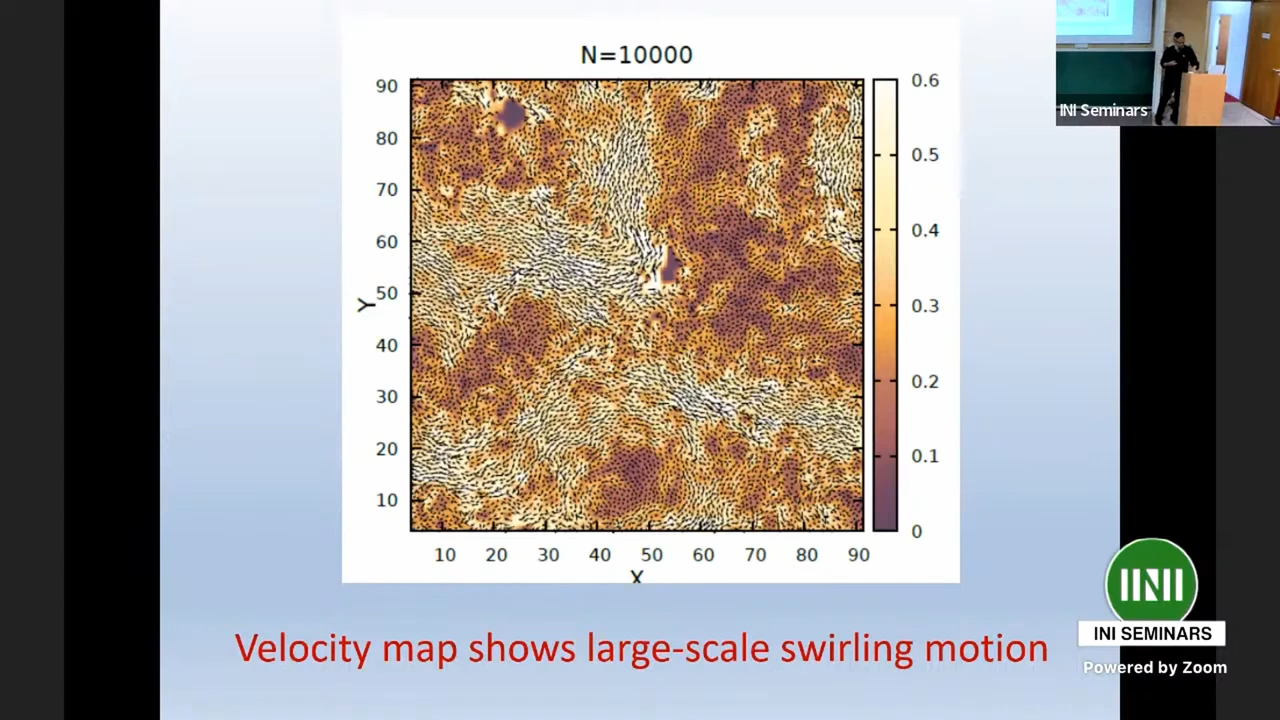 N=10000
90
80
70
60
50
40
30
20
10
Y
10 20 30 40 50 60 70 80 90
X
0.6
0.5
0.4
0.3
0.2
0.1
0
Velocity map shows large-scale swirling motion
INI Seminars
INI
INI SEMINARS
Powered by Zoom